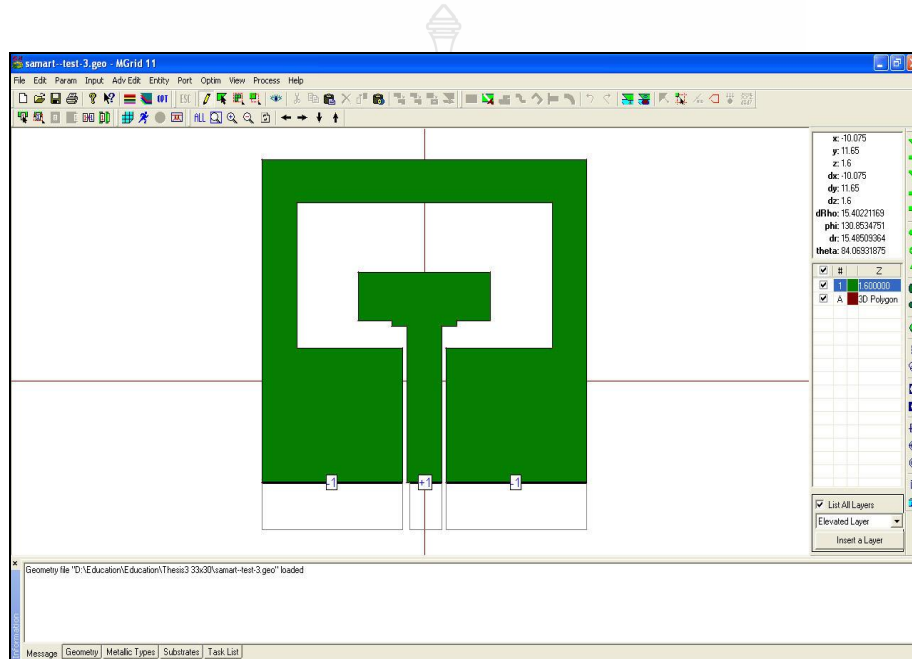 samart--test-3.geo - MGrid 11
File Edit Param Input Adv Edit Entity Port Optim View Process Help
ALL
x: -10.075
y: 11.65
z: 1.6
dx: -10.075
dy: 11.65
dz: 1.6
dRho: 15.40221169
phi: 130.8534751
dr: 15.48509364
theta: 84.06931875
# Z
1 1.600000
A 3D Polygon
-1 +1 -1
List All Layers
Elevated Layer
Insert a Layer
Geometry file "D:\Education\Education\Thesis3 33x30\samart--test-3.geo" loaded
Message Geometry Metallic Types Substrates Task List